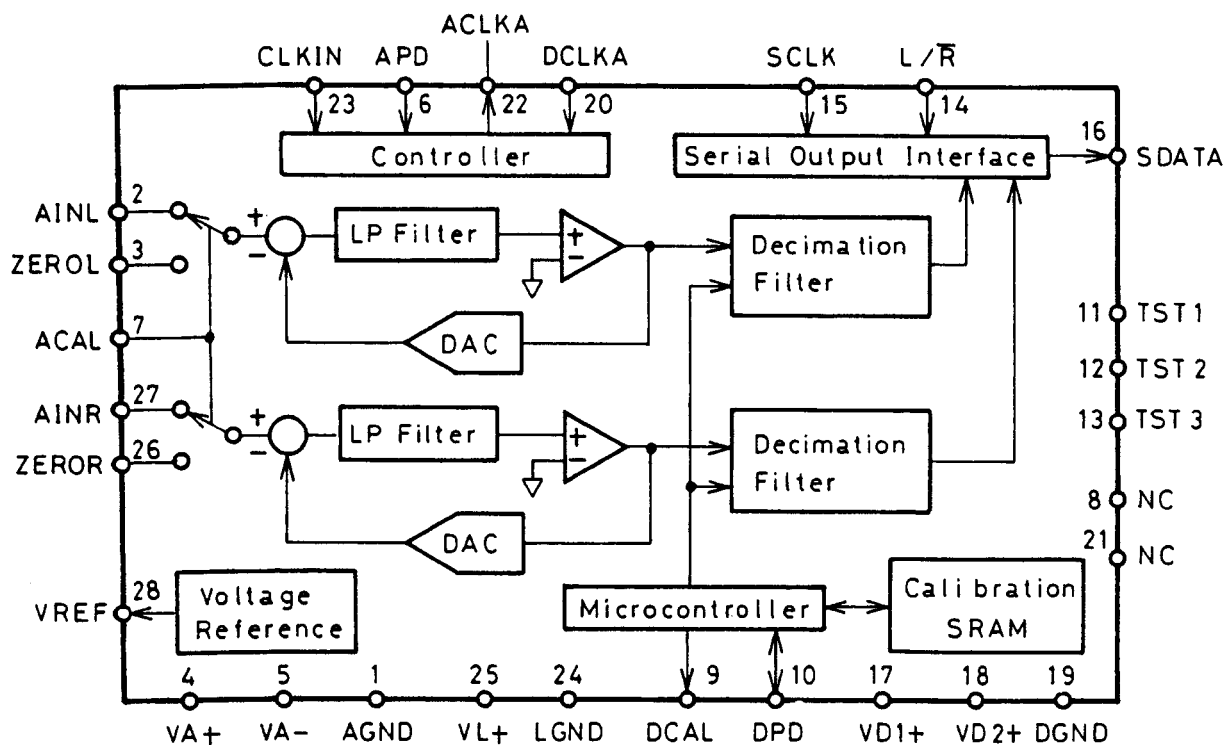 ACLKA
CLKIN APD DCLKA SCLK L/R̅
23 6 22 20 15 14
Controller
Serial Output Interface
16
SDATA
2
AINL
+
−
LP Filter
+
−
Decimation
Filter
3
ZEROL
7
ACAL
DAC
11 TST1
12 TST2
13 TST3
27
AINR
+
−
LP Filter
+
−
Decimation
Filter
26
ZEROR
DAC
8 NC
21 NC
28
VREF
Voltage
Reference
Microcontroller
Calibration
SRAM
4 5 1 25 24 9 10 17 18 19
VA+ VA− AGND VL+ LGND DCAL DPD VD1+ VD2+ DGND